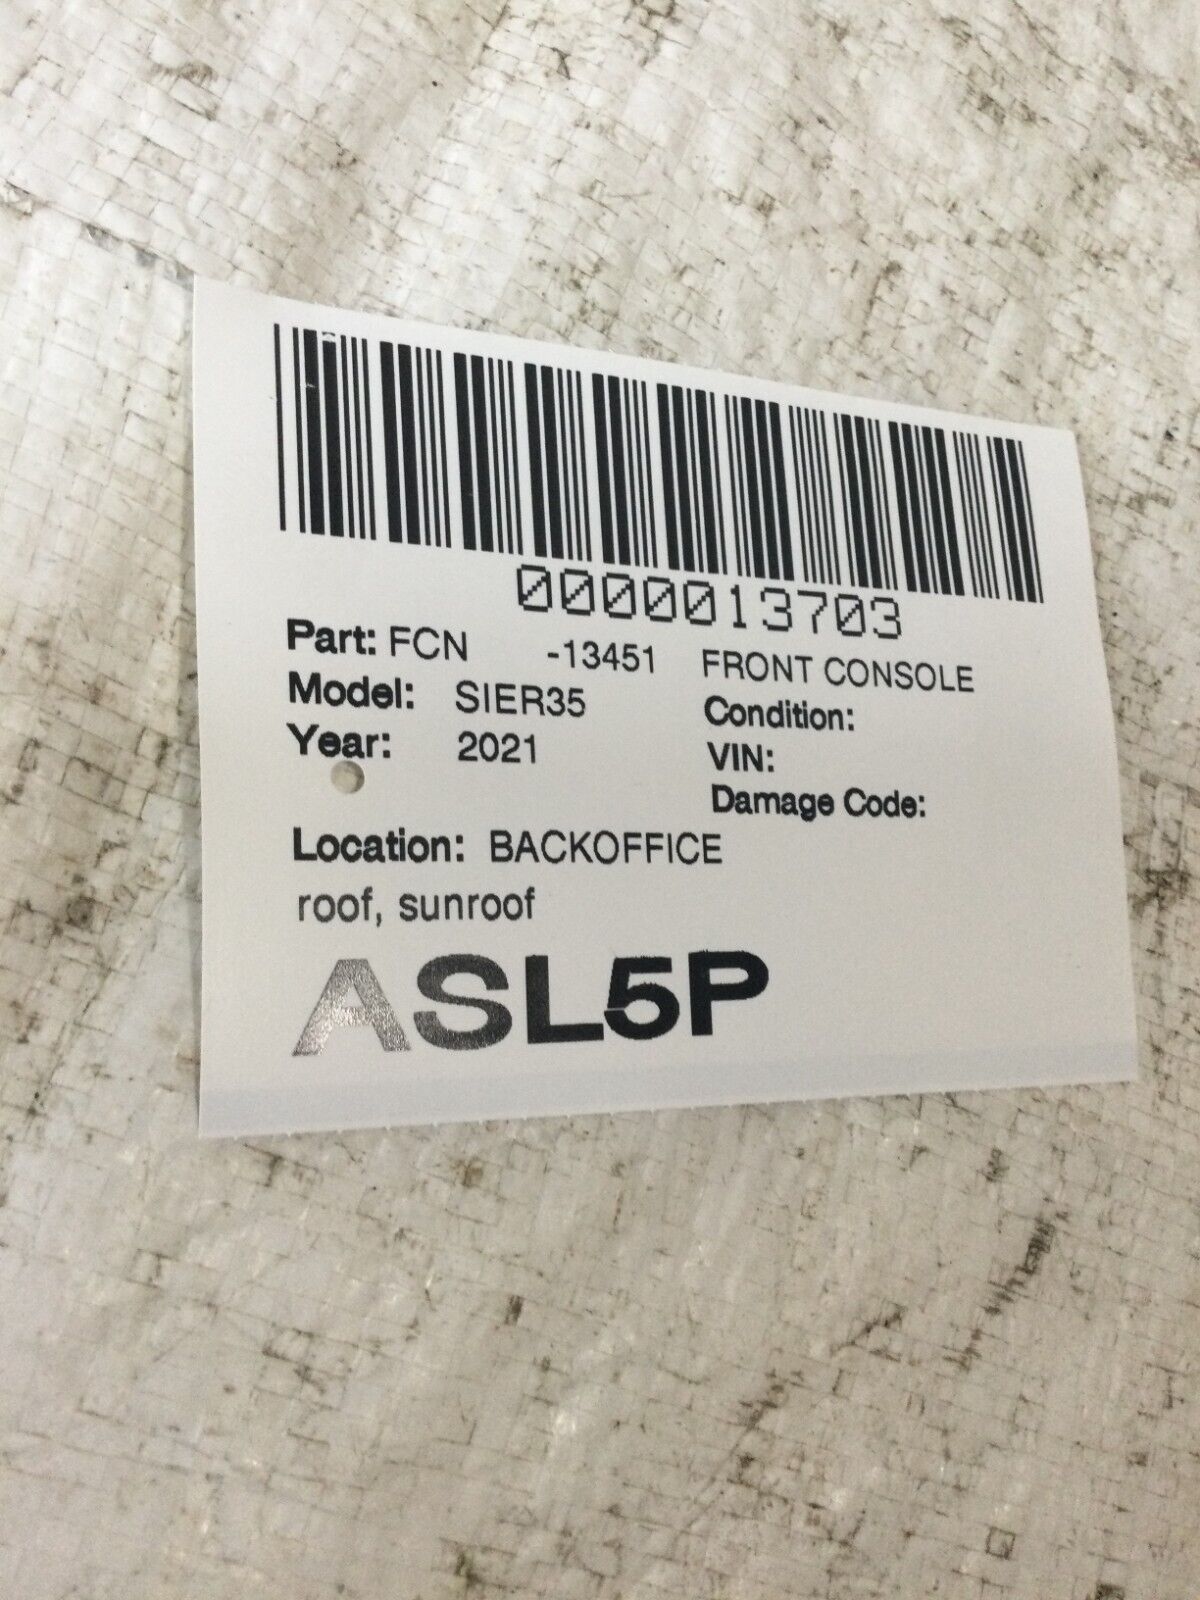 0000013703
Part: FCN -13451 FRONT CONSOLE
Model: SIER35 Condition:
Year: 2021 VIN:
Damage Code:
Location: BACKOFFICE
roof, sunroof
ASL5P